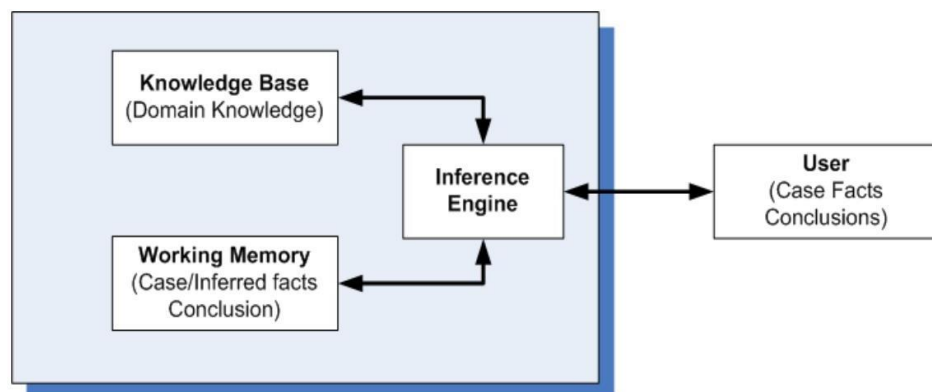 Knowledge Base
(Domain Knowledge)
Inference
Engine
User
(Case Facts
Conclusions)
Working Memory
(Case/Inferred facts
Conclusion)